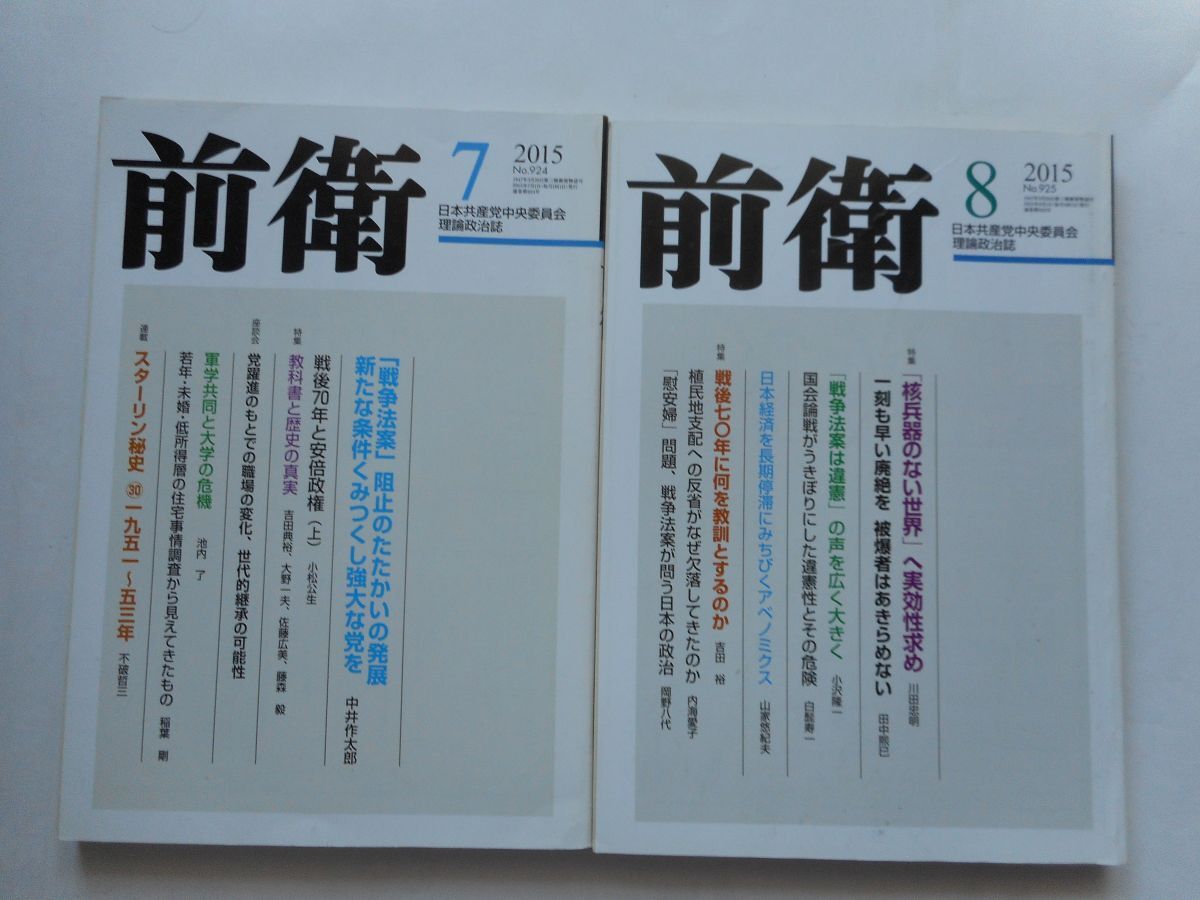 前衛
7
2015
No.924
日本共産党中央委員会
理論政治誌
「戦争法案」阻止のたたかいの発展
新たな条件くみつくし強大な党を 中井作太郎
戦後70年と安倍政権(上) 小松公生
特集
教科書と歴史の真実 吉田典裕、大野一夫、佐藤広美、藤森 毅
座談会
党躍進のもとでの職場の変化、世代的継承の可能性
軍学共同と大学の危機 池内 了
若年・未婚・低所得層の住宅事情調査から見えてきたもの 稲葉 剛
連載
スターリン秘史 ㉚ 一九五一〜五三年 不破哲三
前衛
8
2015
No.925
日本共産党中央委員会
理論政治誌
特集
「核兵器のない世界」へ実効性求め 川田忠明
一刻も早い廃絶を 被爆者はあきらめない 田中熙巳
「戦争法案は違憲」の声を広く大きく 小沢隆一
国会論戦がうきぼりにした違憲性とその危険 白髭寿一
日本経済を長期停滞にみちびくアベノミクス 山家悠紀夫
特集
戦後七〇年に何を教訓とするのか 吉田 裕
植民地支配への反省がなぜ欠落してきたのか 内海愛子
「慰安婦」問題、戦争法案が問う日本の政治 岡野八代